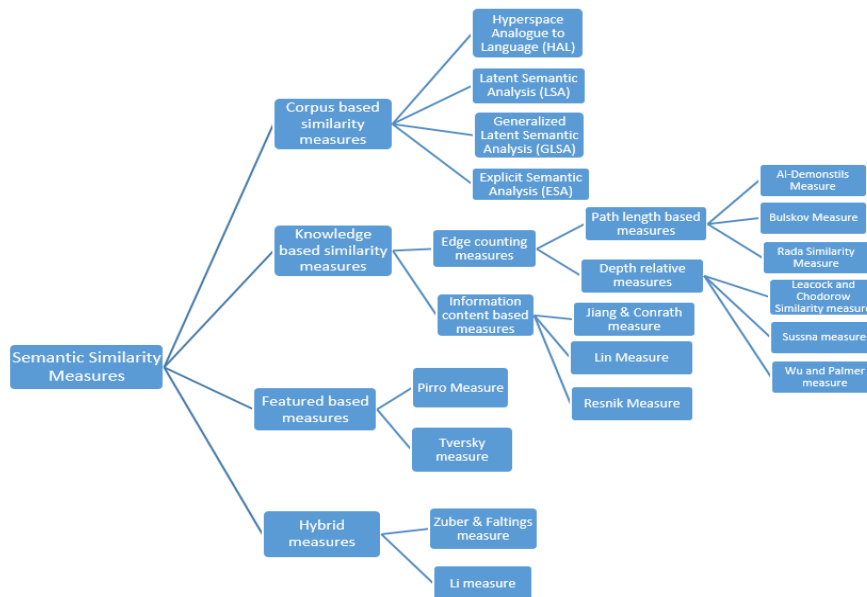 Hyperspace
Analogue to
Language (HAL)
Latent Semantic
Analysis (LSA)
Corpus based
similarity
measures
Generalized
Latent Semantic
Analysis (GLSA)
Explicit Semantic
Analysis (ESA)
Al-Demonstils
Measure
Path length based
measures
Bulskov Measure
Knowledge
based similarity
measures
Edge counting
measures
Rada Similarity
Measure
Depth relative
measures
Leacock and
Chodorow
Similarity measure
Information
content based
measures
Jiang & Conrath
measure
Sussna measure
Semantic Similarity
Measures
Lin Measure
Wu and Palmer
measure
Pirro Measure
Resnik Measure
Featured based
measures
Tversky
measure
Zuber & Faltings
measure
Hybrid
measures
Li measure